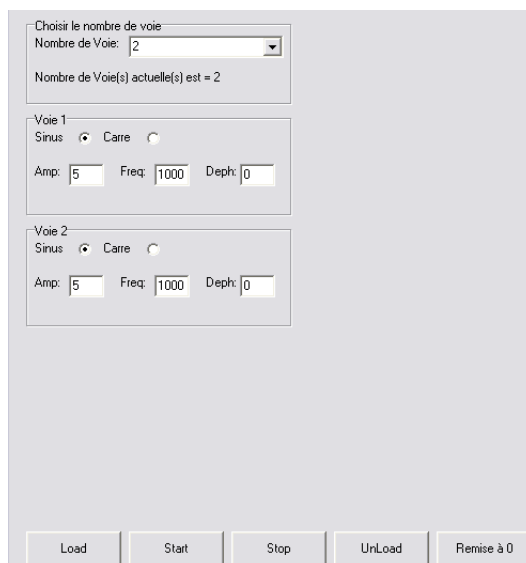 Choisir le nombre de voie
Nombre de Voie: 2
Nombre de Voie(s) actuelle(s) est = 2
Voie 1
Sinus Carre
Amp: 5 Freq: 1000 Deph: 0
Voie 2
Sinus Carre
Amp: 5 Freq: 1000 Deph: 0
Load Start Stop UnLoad Remise à 0